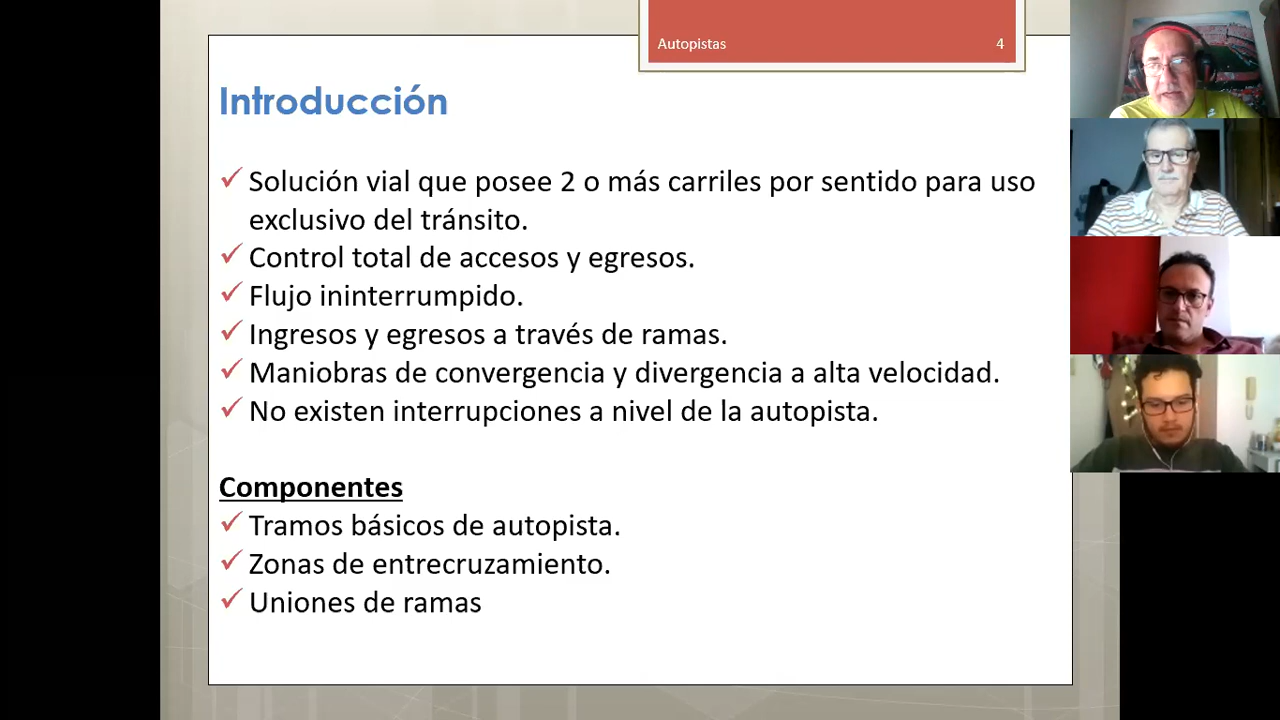 Autopistas 4
Introducción
✓ Solución vial que posee 2 o más carriles por sentido para uso
exclusivo del tránsito.
✓ Control total de accesos y egresos.
✓ Flujo ininterrumpido.
✓ Ingresos y egresos a través de ramas.
✓ Maniobras de convergencia y divergencia a alta velocidad.
✓ No existen interrupciones a nivel de la autopista.
Componentes
✓ Tramos básicos de autopista.
✓ Zonas de entrecruzamiento.
✓ Uniones de ramas